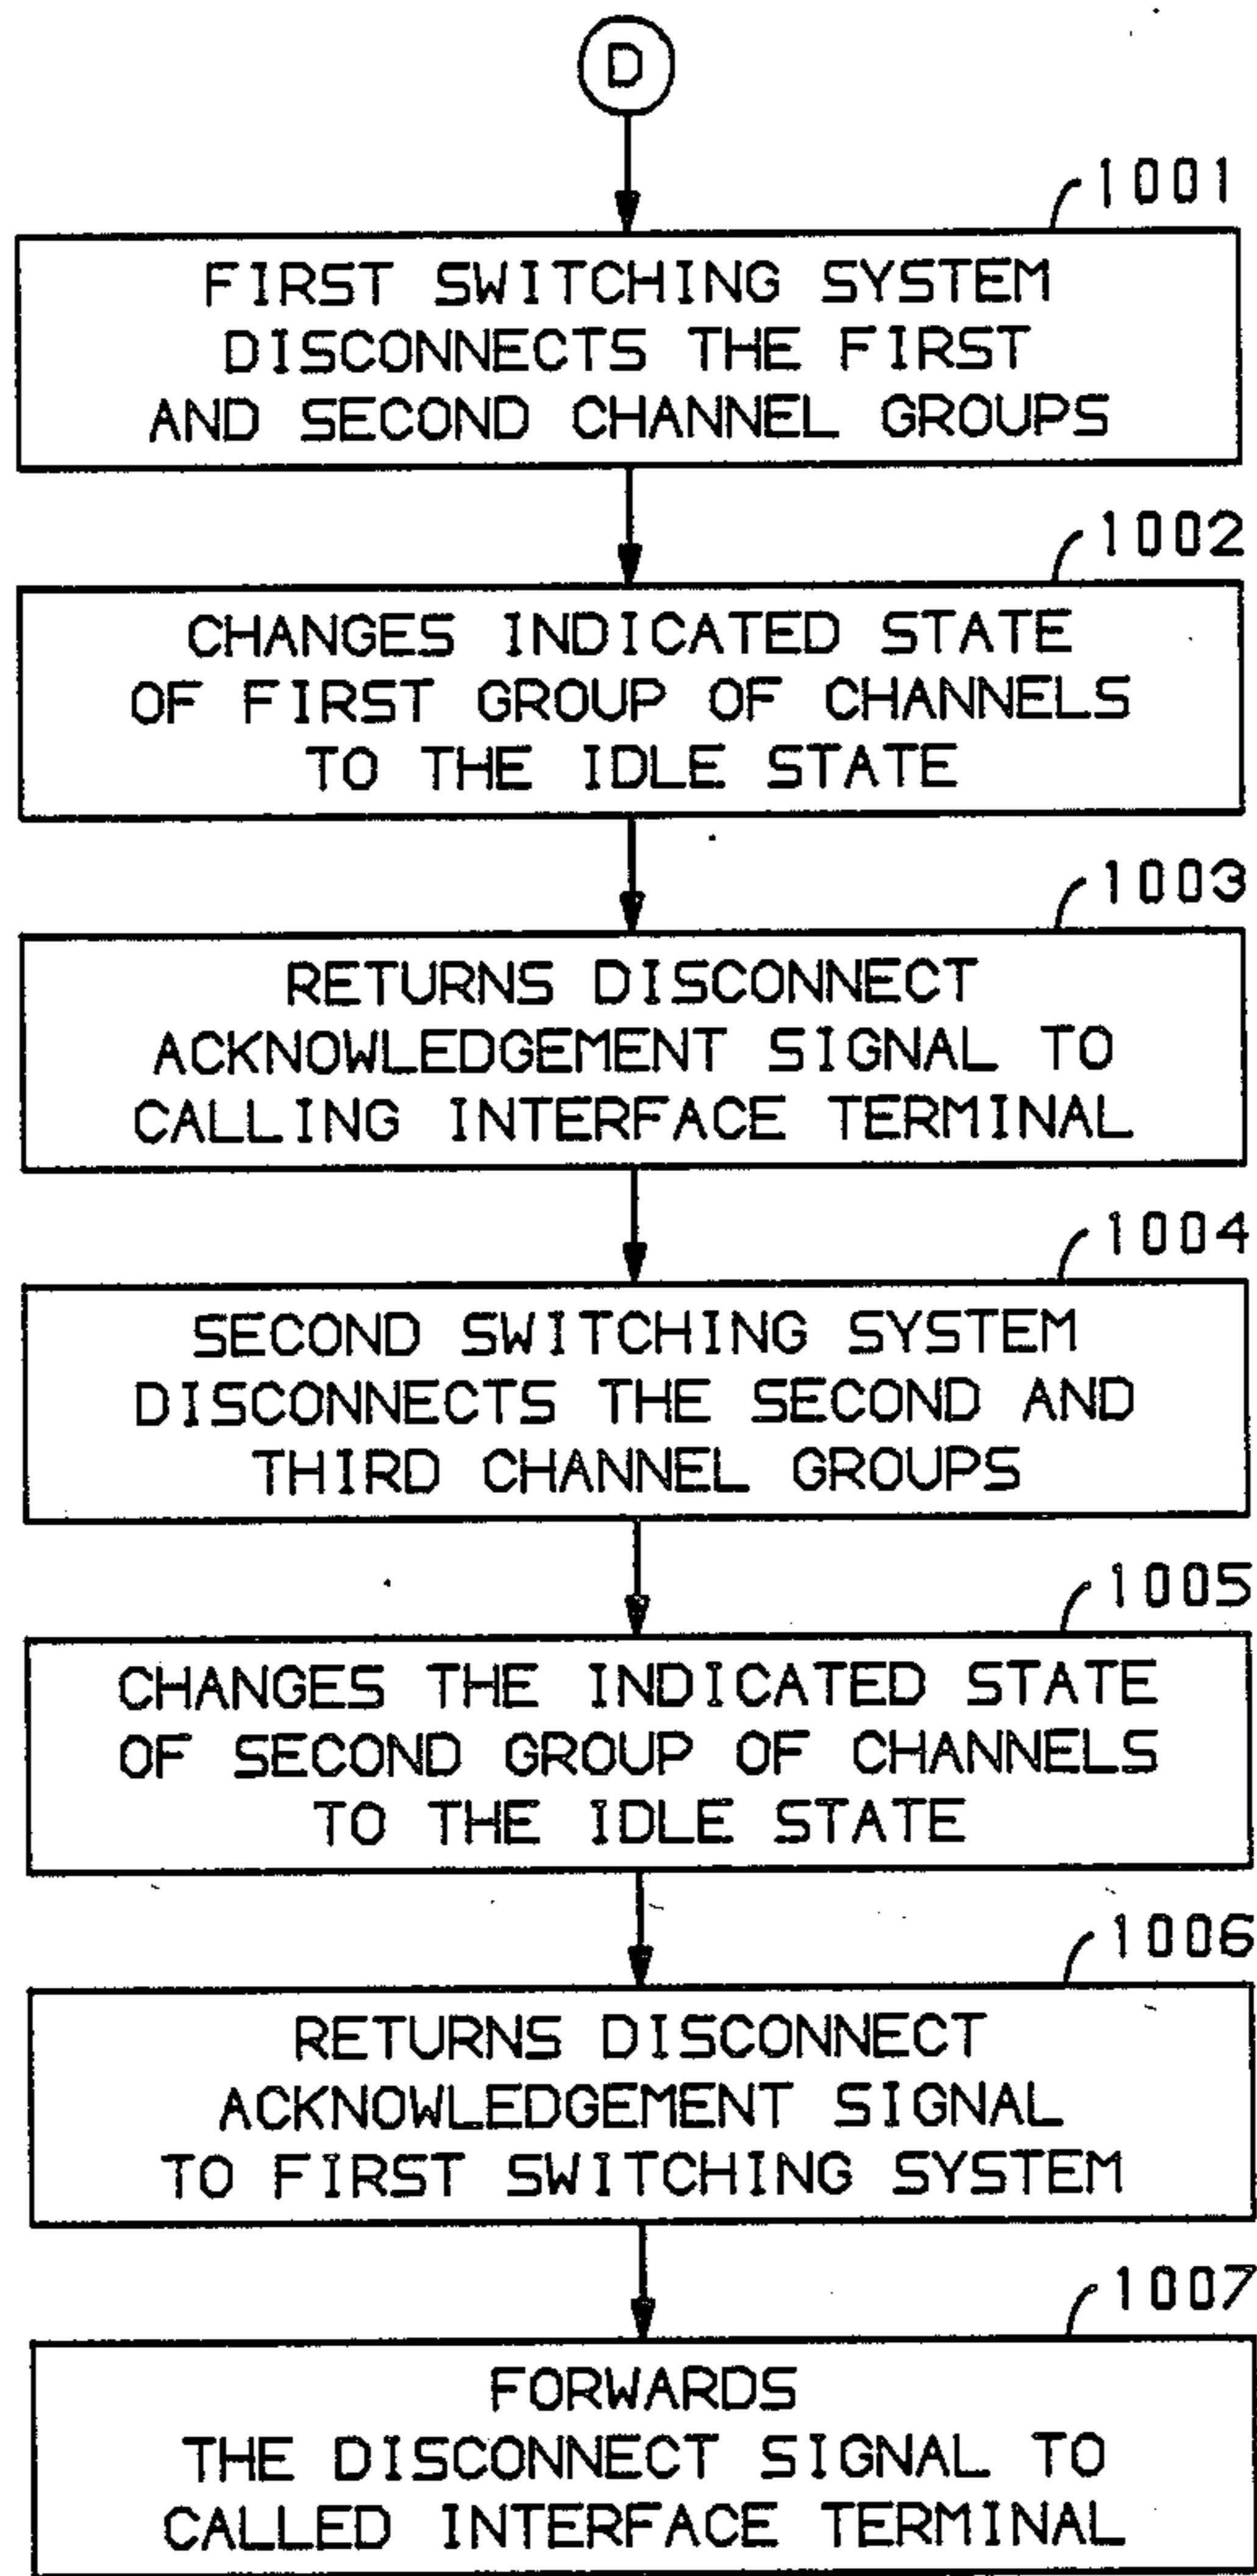 D
1001
FIRST SWITCHING SYSTEM
DISCONNECTS THE FIRST
AND SECOND CHANNEL GROUPS
1002
CHANGES INDICATED STATE
OF FIRST GROUP OF CHANNELS
TO THE IDLE STATE
1003
RETURNS DISCONNECT
ACKNOWLEDGEMENT SIGNAL TO
CALLING INTERFACE TERMINAL
1004
SECOND SWITCHING SYSTEM
DISCONNECTS THE SECOND AND
THIRD CHANNEL GROUPS
1005
CHANGES THE INDICATED STATE
OF SECOND GROUP OF CHANNELS
TO THE IDLE STATE
1006
RETURNS DISCONNECT
ACKNOWLEDGEMENT SIGNAL
TO FIRST SWITCHING SYSTEM
1007
FORWARDS
THE DISCONNECT SIGNAL TO
CALLED INTERFACE TERMINAL